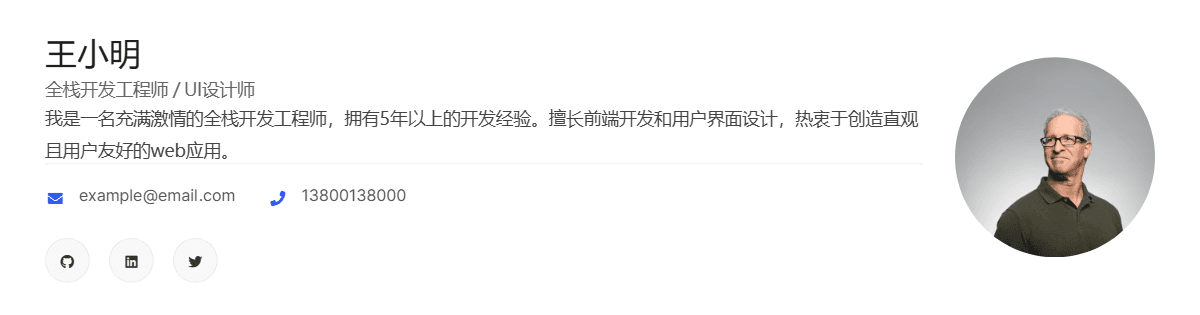 王小明
全栈开发工程师 / UI设计师
我是一名充满激情的全栈开发工程师，拥有5年以上的开发经验。擅长前端开发和用户界面设计，热衷于创造直观
且用户友好的web应用。
example@email.com 13800138000